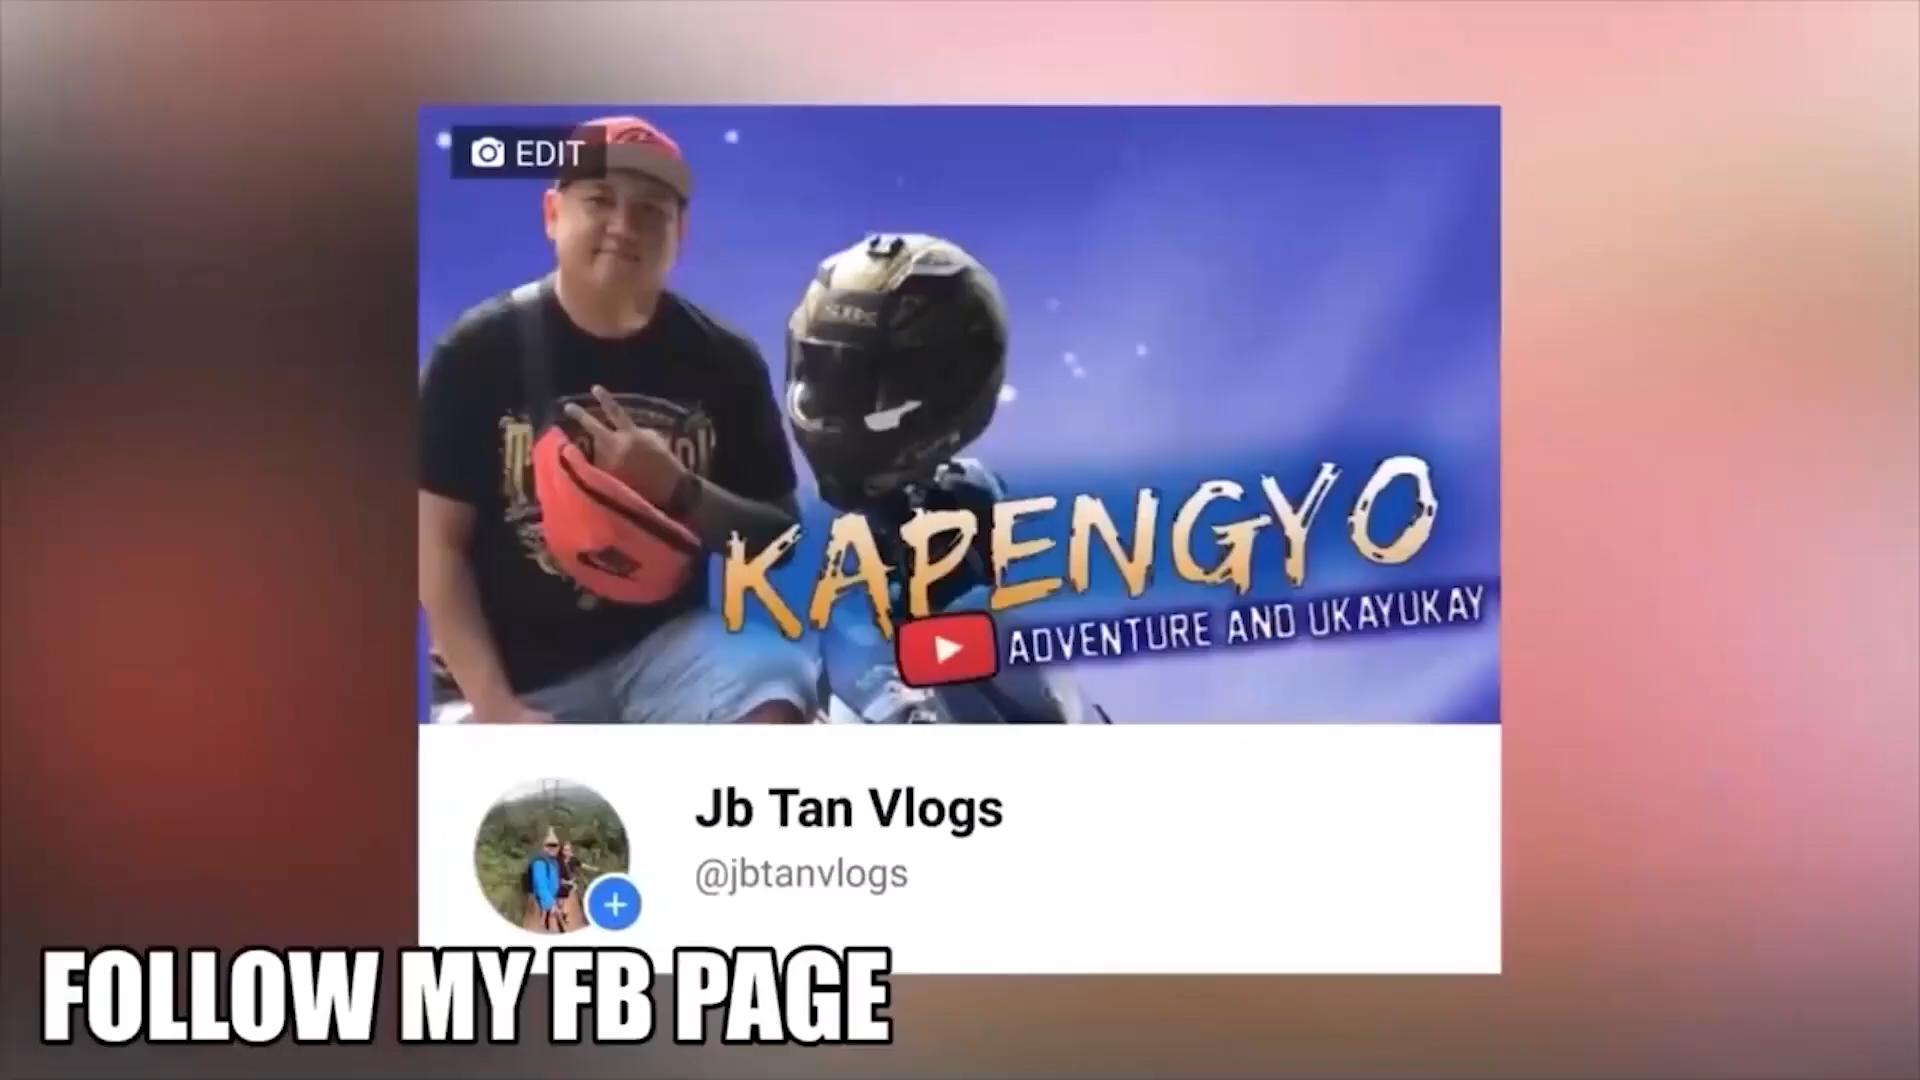 EDIT
KAPENGYO
ADVENTURE AND UKAYUKAY
Jb Tan Vlogs
@jbtanvlogs
FOLLOW MY FB PAGE